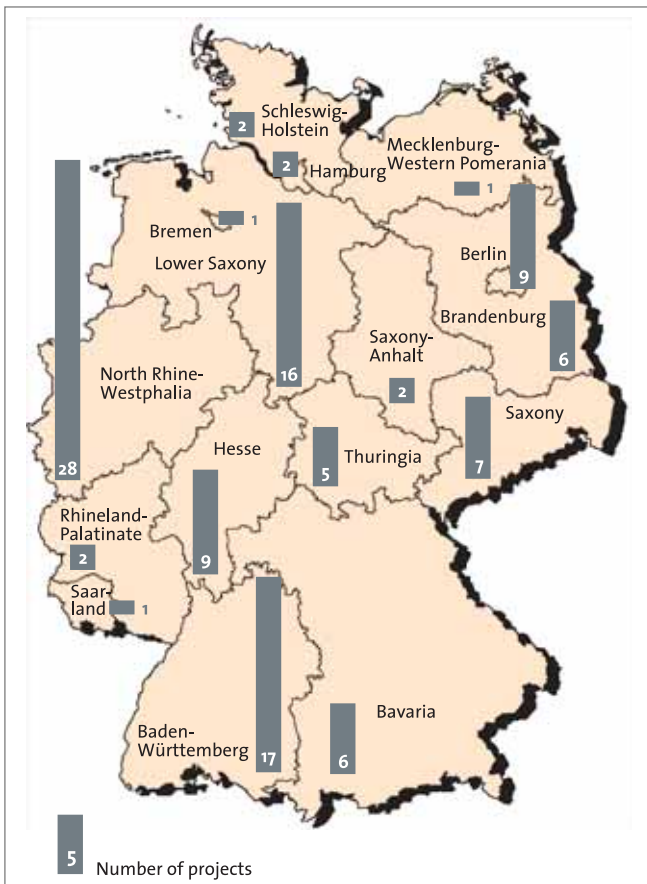 Schleswig-
Holstein
2
Mecklenburg-
Western Pomerania
2
Hamburg
1
1
Bremen
Berlin
Lower Saxony
9
Brandenburg
Saxony-
Anhalt
6
North Rhine-
Westphalia
16
2
Saxony
Hesse
Thuringia
28
5
7
Rhineland-
Palatinate
2
9
Saar-
land
1
Bavaria
Baden-
Württemberg
17
6
5
Number of projects